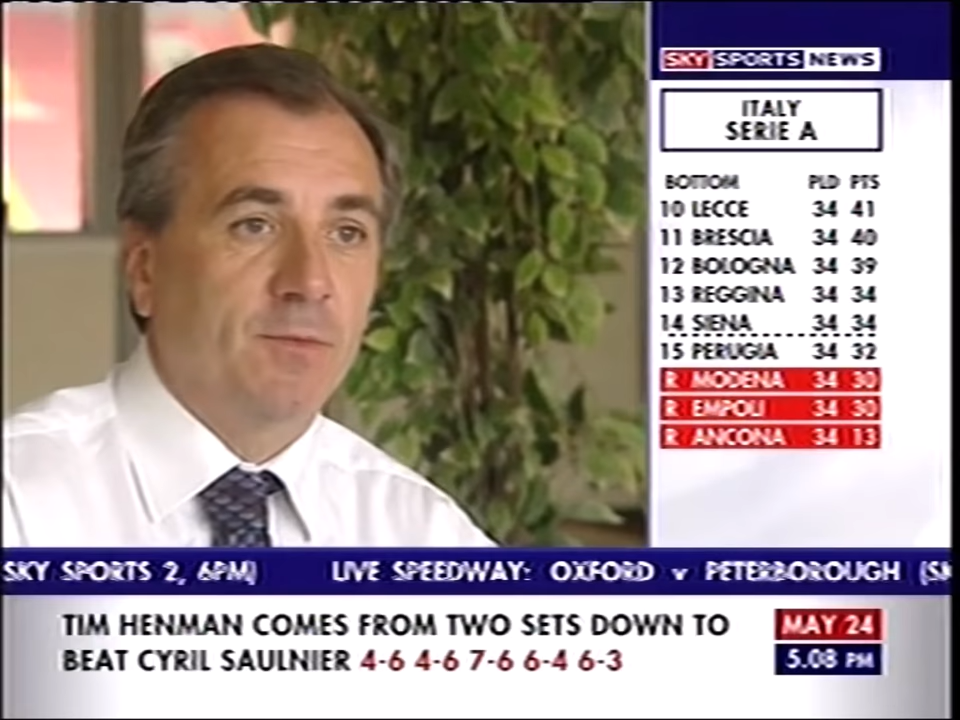 SKY SPORTS NEWS
ITALY
SERIE A
BOTTOM PLD PTS
10 LECCE 34 41
11 BRESCIA 34 40
12 BOLOGNA 34 39
13 REGGINA 34 34
14 SIENA 34 34
15 PERUGIA 34 32
R MODENA 34 30
R EMPOLI 34 30
R ANCONA 34 13
SKY SPORTS 2, 6PM) LIVE SPEEDWAY: OXFORD v PETERBOROUGH (SK
TIM HENMAN COMES FROM TWO SETS DOWN TO
BEAT CYRIL SAULNIER 4-6 4-6 7-6 6-4 6-3
MAY 24
5.08 PM